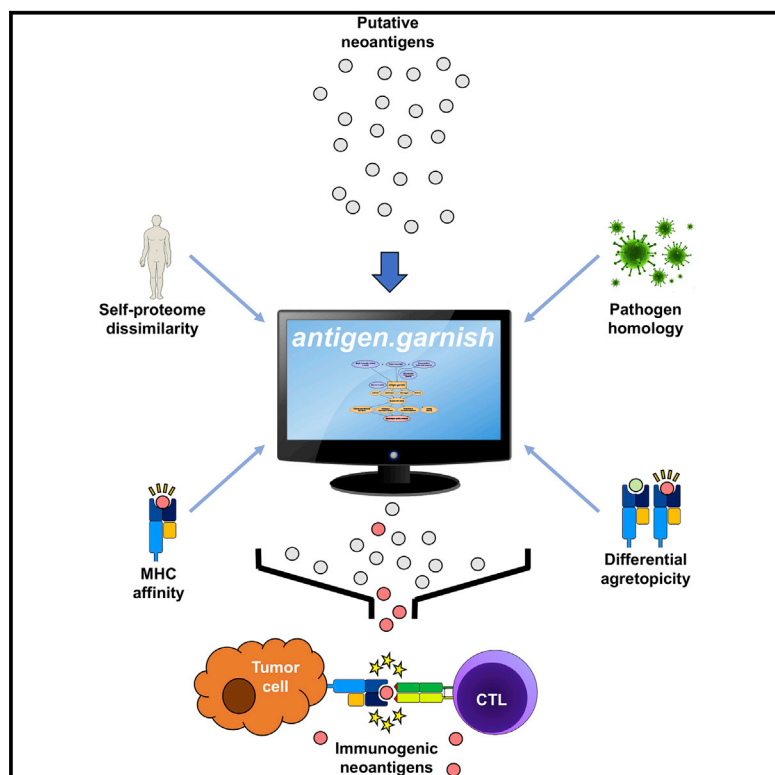 Putative
neoantigens
Self-proteome
dissimilarity
Pathogen
homology
antigen.garnish
MHC
affinity
Differential
agretopicity
Tumor
cell
CTL
Immunogenic
neoantigens